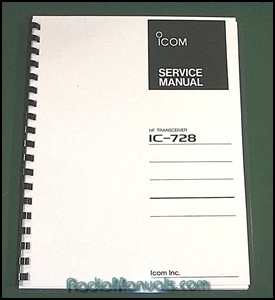 ICOM
SERVICE
MANUAL
HF TRANSCEIVER
IC-728
Icom Inc.
RadioManuals.com